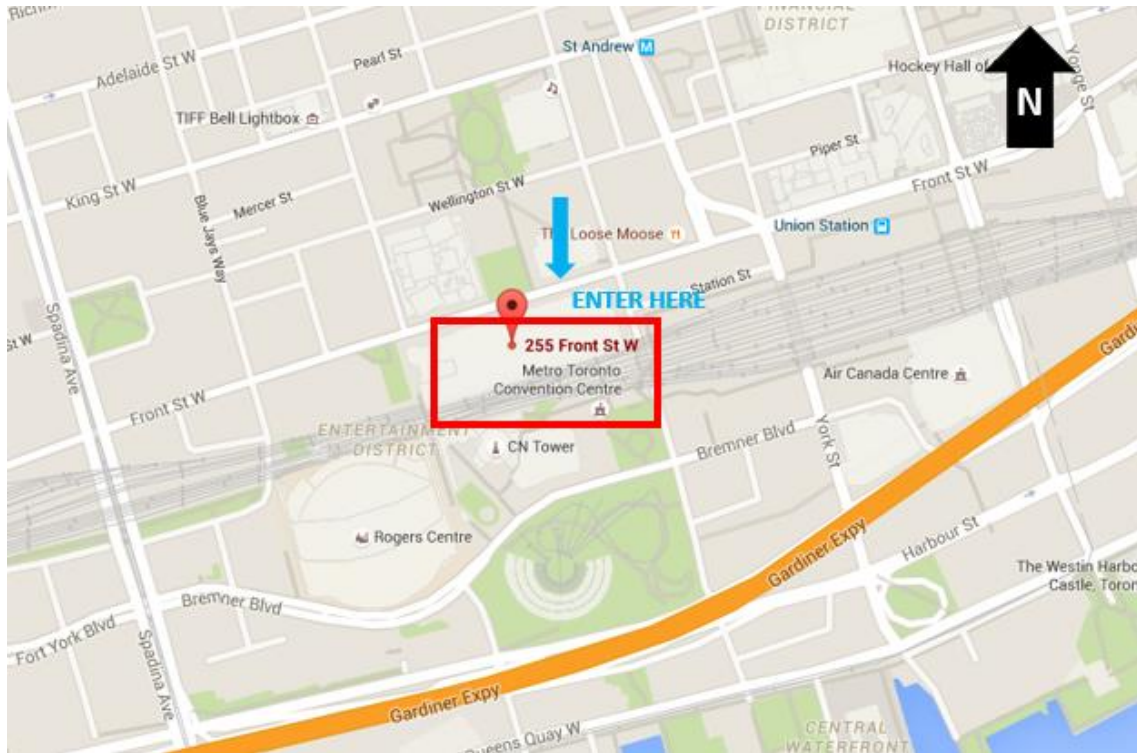 FINANCIAL
DISTRICT
St Andrew
Adelaide St W
Pearl St
Hockey Hall of
Yonge St
N
TIFF Bell Lightbox
Piper St
King St W
Mercer St
Wellington St W
Front St W
Blue Jays Way
The Loose Moose
Union Station
Station St
ENTER HERE
Spadina Ave
St W
255 Front St W
Metro Toronto
Convention Centre
Air Canada Centre
Front St W
ENTERTAINMENT
DISTRICT
CN Tower
Bremner Blvd
York St
Rogers Centre
Gardiner Expy
Harbour St
The Westin Harbo
Castle, Toron
Bremner Blvd
Fort York Blvd
Spadina Ave
Gardiner Expy
Queens Quay W
CENTRAL
WATERFRONT